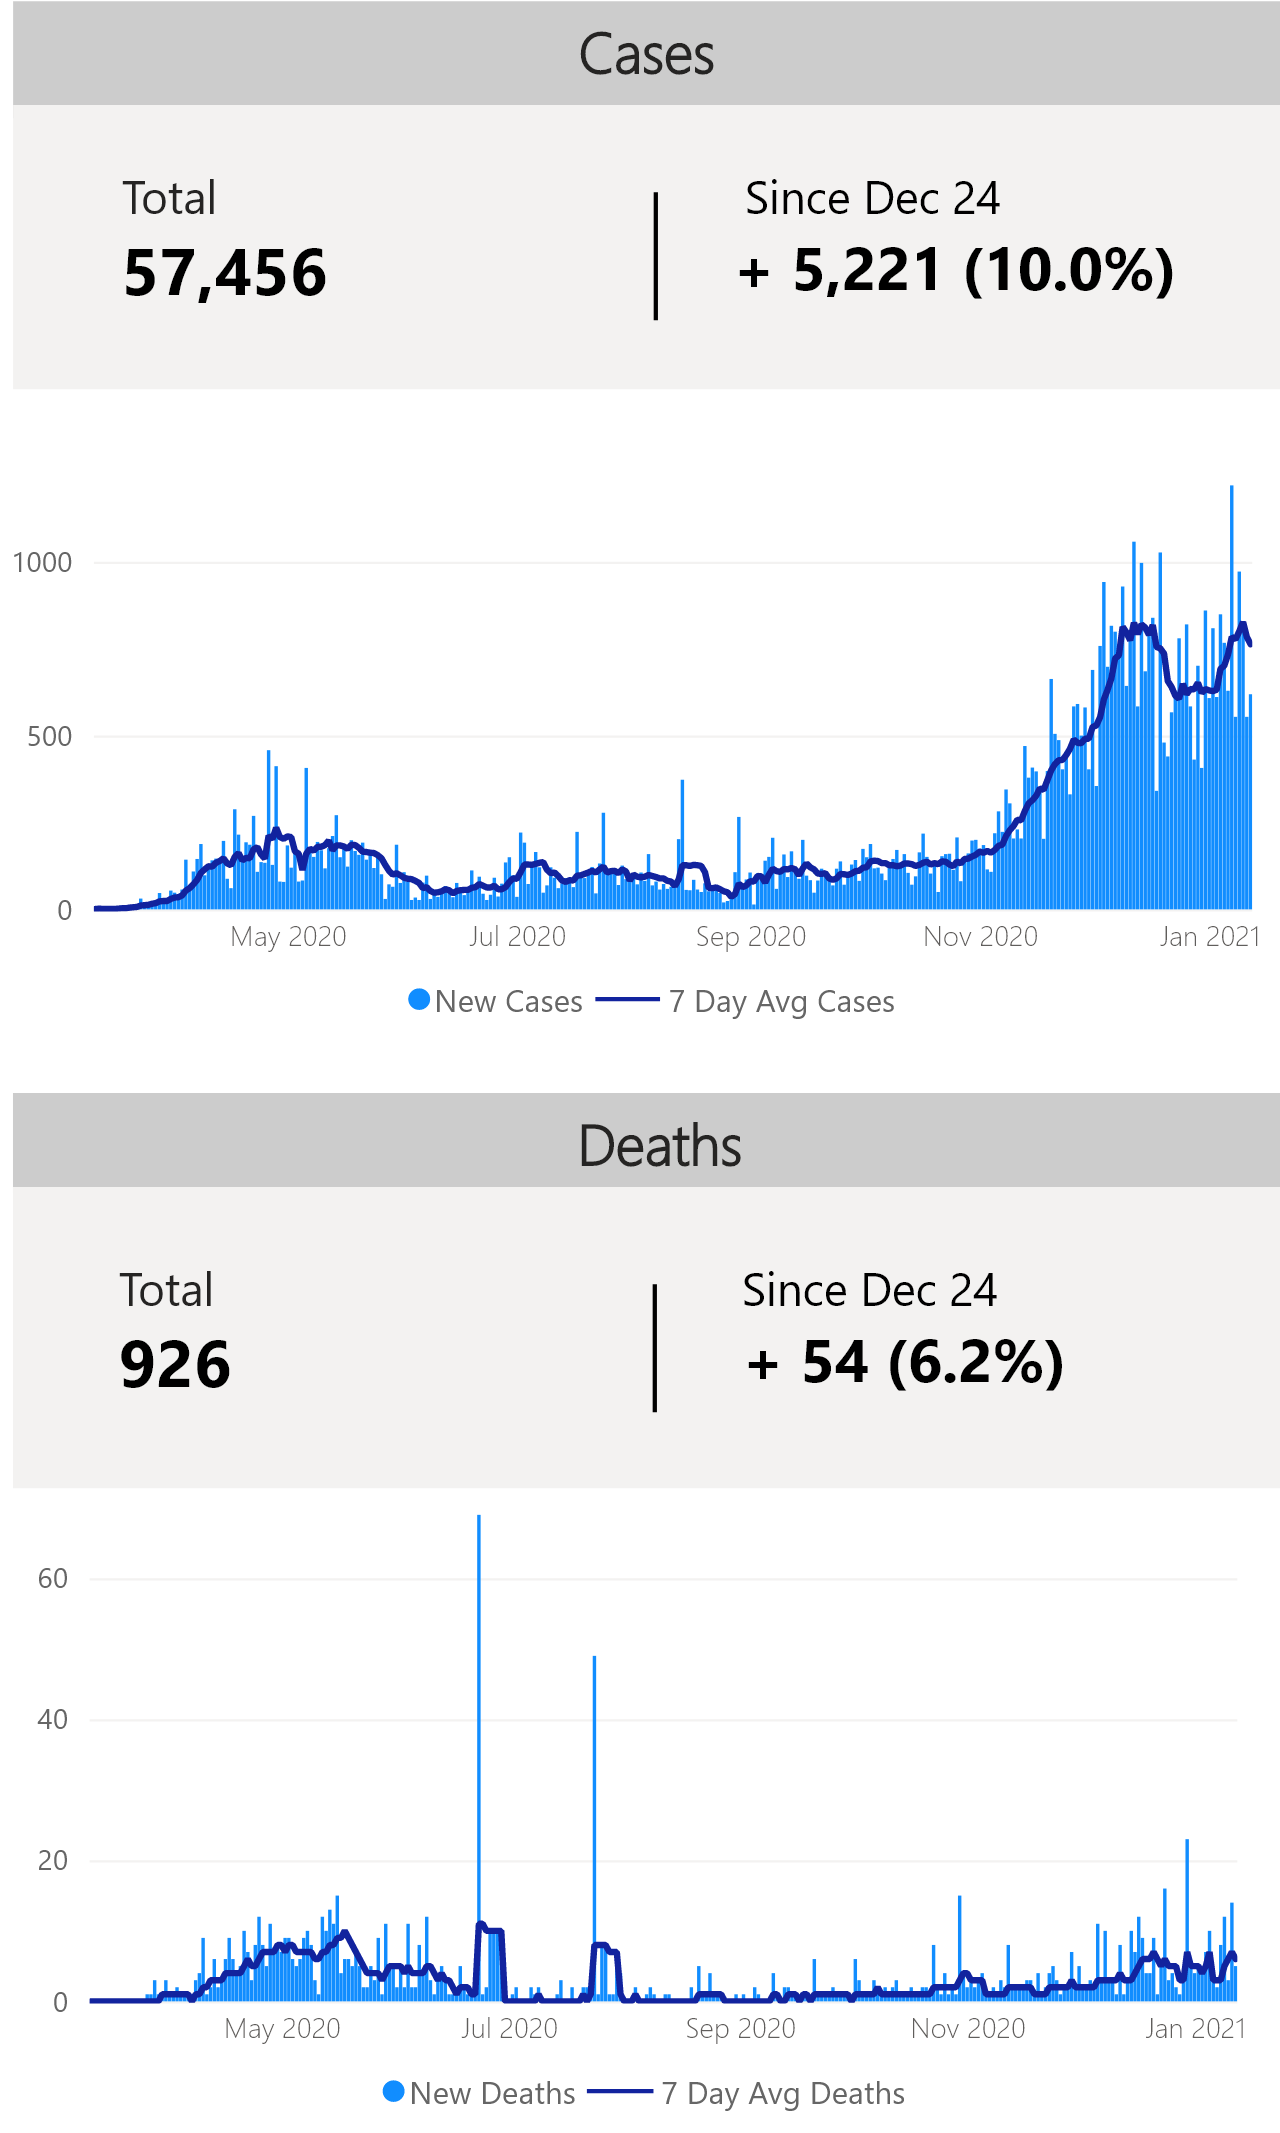 Cases
Total
Since Dec 24
57,456
+ 5,221 (10.0%)
1000
500
0
May 2020
Jul 2020
Sep 2020
Nov 2020
Jan 2021
New Cases
7 Day Avg Cases
Deaths
Total
Since Dec 24
926
+ 54 (6.2%)
60
40
20
0
May 2020
Jul 2020
Sep 2020
Nov 2020
Jan 2021
New Deaths
7 Day Avg Deaths